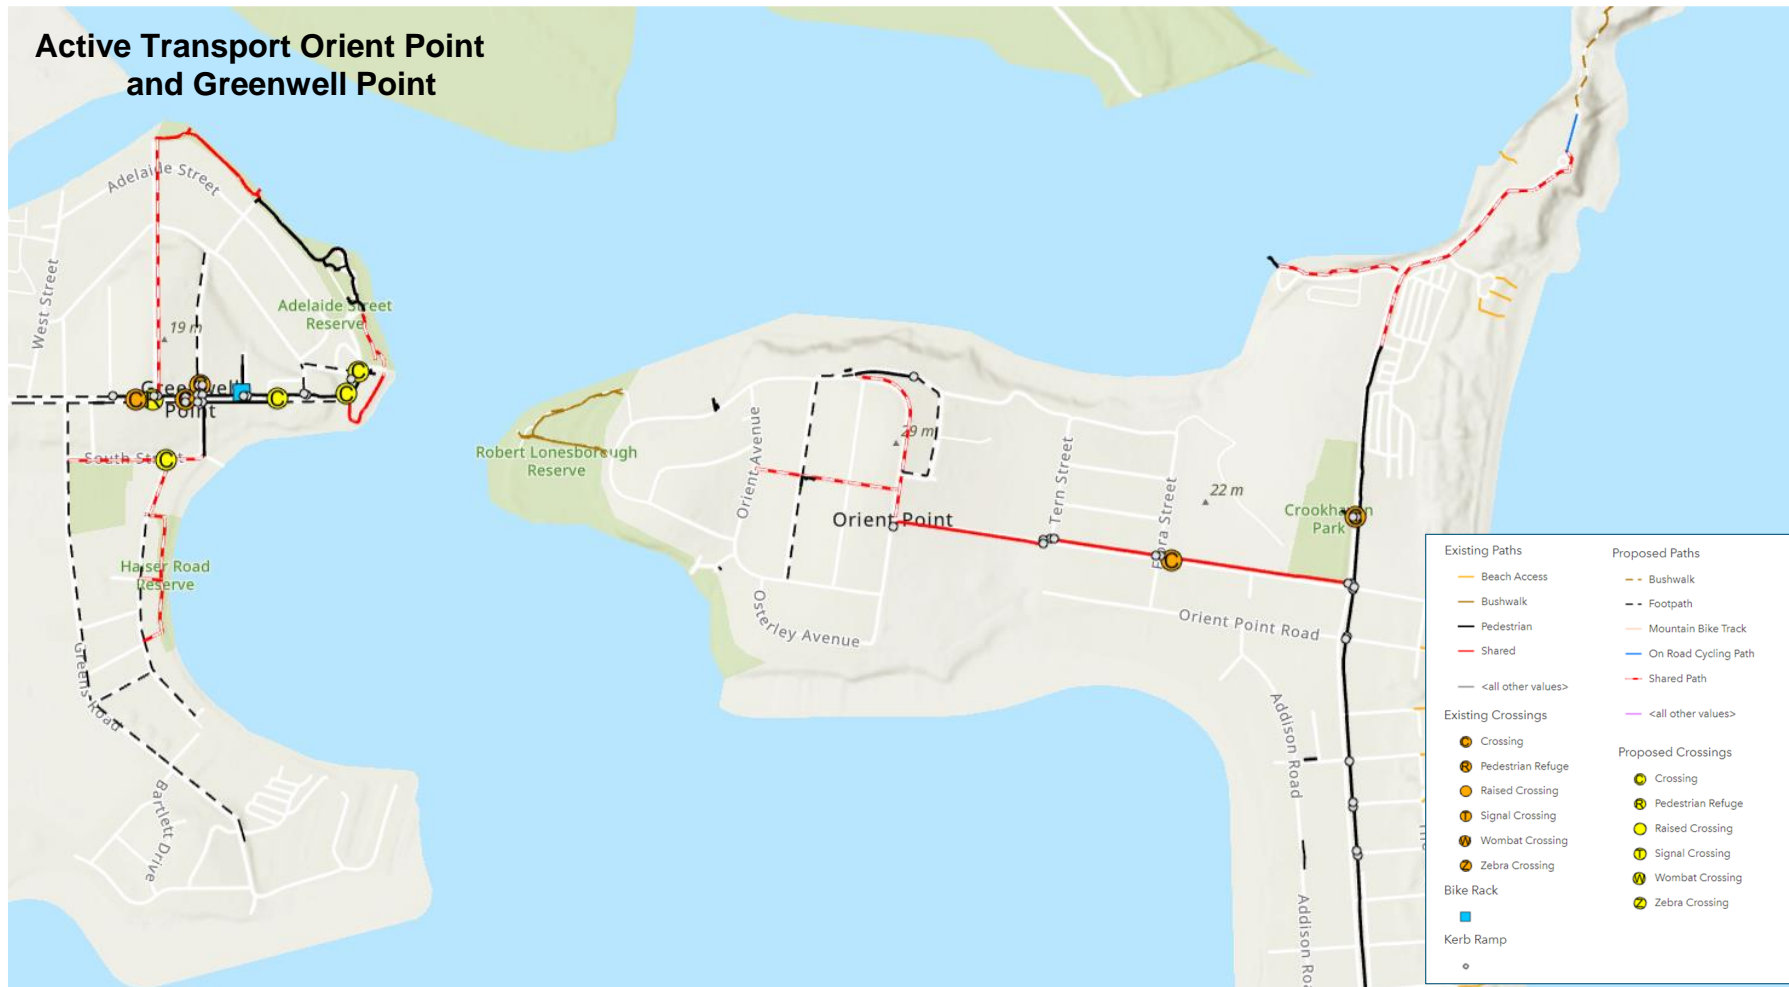 Active Transport Orient Point
and Greenwell Point
Adelaide Street
West Street
Adelaide Street
Reserve
19 m
Greenwell
Point
South Street
Haiser Road
Reserve
Greens Road
Bartlett Drive
Robert Lonesborough
Reserve
Orient Avenue
29 m
Orient Point
Osterley Avenue
Tern Street
22 m
Orient Point Road
Crookhaven
Park
Addison Road
Addison Roa
Existing Paths
Beach Access
Bushwalk
Pedestrian
Shared
<all other values>
Existing Crossings
Crossing
C
Pedestrian Refuge
R
Raised Crossing
Signal Crossing
T
Wombat Crossing
W
Zebra Crossing
Z
Bike Rack
Kerb Ramp
Proposed Paths
Bushwalk
Footpath
Mountain Bike Track
On Road Cycling Path
Shared Path
<all other values>
Proposed Crossings
Crossing
C
Pedestrian Refuge
R
Raised Crossing
Signal Crossing
T
Wombat Crossing
W
Zebra Crossing
Z